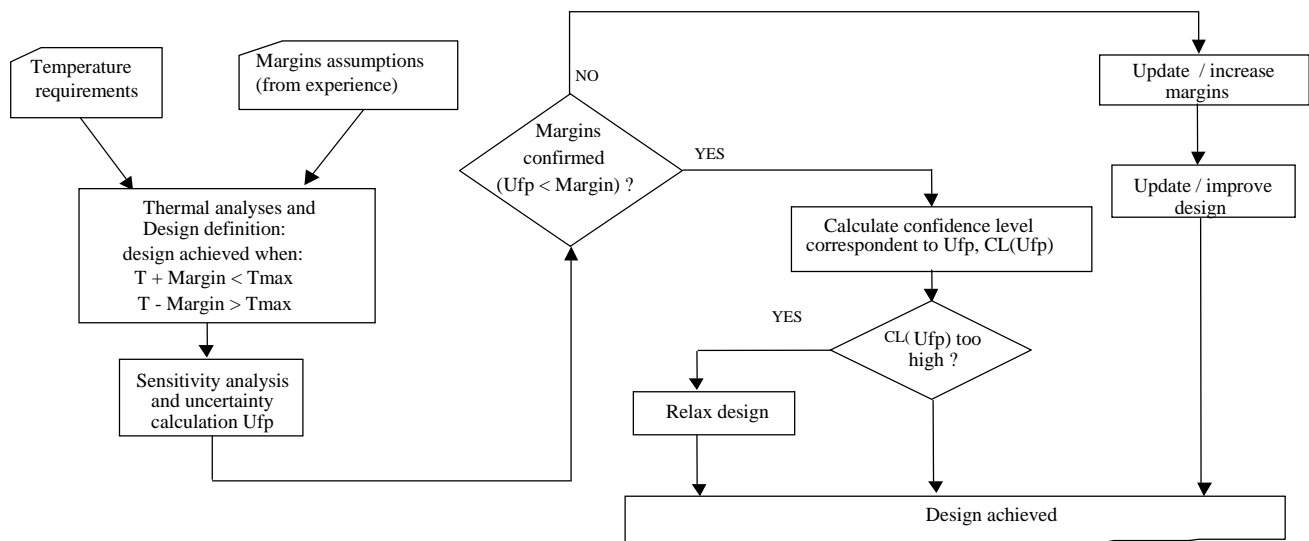 Temperature
requirements
Margins assumptions
(from experience)
Thermal analyses and
Design definition:
design achieved when:
T + Margin < Tmax
T - Margin > Tmax
Sensitivity analysis
and uncertainty
calculation Ufp
NO
Margins
confirmed
(Ufp < Margin) ?
YES
Calculate confidence level
correspondent to Ufp, CL(Ufp)
YES
CL( Ufp) too
high ?
Relax design
Update / increase
margins
Update / improve
design
Design achieved